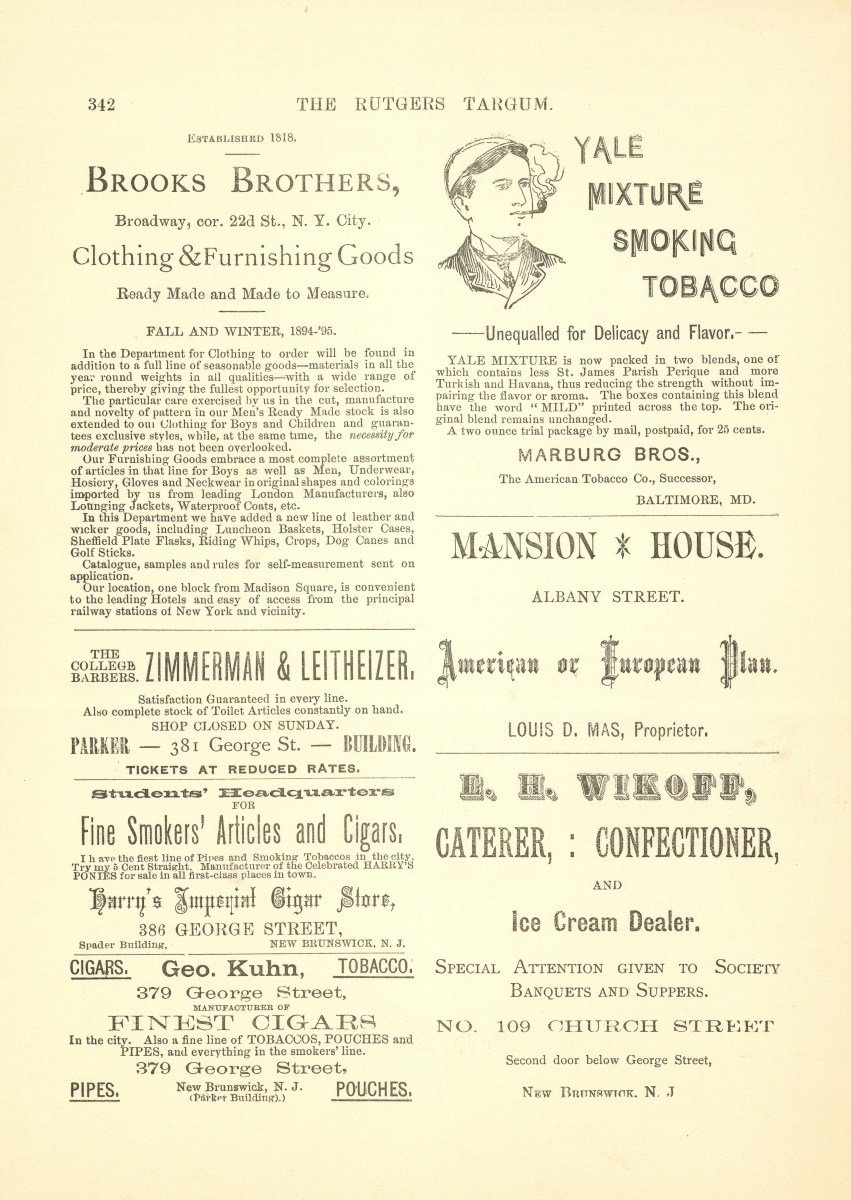 342
THE RUTGERS TARGUM.
ESTABLISHED 1818.
BROOKS BROTHERS,
Broadway, cor. 22d St., N. Y. City.
Clothing & Furnishing Goods
Ready Made and Made to Measure.
FALL AND WINTER, 1894-'95.
In the Department for Clothing to order will be found in
addition to a full line of seasonable goods—materials in all the
year round weights in all qualities—with a wide range of
price, thereby giving the fullest opportunity for selection.
The particular care exercised by us in the cut, manufacture
and novelty of pattern in our Men's Ready Made stock is also
extended to our Clothing for Boys and Children and guaran-
tees exclusive styles, while, at the same time, the necessity for
moderate prices has not been overlooked.
Our Furnishing Goods embrace a most complete assortment
of articles in that line for Boys as well as Men, Underwear,
Hosiery, Gloves and Neckwear in original shapes and colorings
imported by us from leading London Manufacturers, also
Lounging Jackets, Waterproof Coats, etc.
In this Department we have added a new line of leather and
wicker goods, including Luncheon Baskets, Holster Cases,
Sheffield Plate Flasks, Riding Whips, Crops, Dog Canes and
Golf Sticks.
Catalogue, samples and rules for self-measurement sent on
application.
Our location, one block from Madison Square, is convenient
to the leading Hotels and easy of access from the principal
railway stations of New York and vicinity.
THE
COLLEGE
BARBERS.
ZIMMERMAN & LEITHEIZER,
Satisfaction Guaranteed in every line.
Also complete stock of Toilet Articles constantly on hand.
SHOP CLOSED ON SUNDAY.
PARKER — 381 George St. — BUILDING.
TICKETS AT REDUCED RATES.
Students' Headquarters
FOR
Fine Smokers' Articles and Cigars,
I have the fiest line of Pipes and Smoking Tobaccos in the city.
Try my 5 Cent Straight. Manufacturer of the Celebrated HARRY'S
PONIES for sale in all first-class places in town.
Harry's Imperial Cigar Store,
386 GEORGE STREET,
Spader Building, NEW BRUNSWICK, N. J.
CIGARS. Geo. Kuhn, TOBACCO.
379 George Street,
MANUFACTURER OF
FINEST CIGARS
In the city. Also a fine line of TOBACCOS, POUCHES and
PIPES, and everything in the smokers' line.
379 George Street,
PIPES. New Brunswick, N. J. POUCHES.
(Parker Building).)
YALE
MIXTURE
SMOKING
TOBACCO
—Unequalled for Delicacy and Flavor.- —
YALE MIXTURE is now packed in two blends, one of
which contains less St. James Parish Perique and more
Turkish and Havana, thus reducing the strength without im-
pairing the flavor or aroma. The boxes containing this blend
have the word "MILD" printed across the top. The ori-
ginal blend remains unchanged.
A two ounce trial package by mail, postpaid, for 25 cents.
MARBURG BROS.,
The American Tobacco Co., Successor,
BALTIMORE, MD.
MANSION * HOUSE.
ALBANY STREET.
American or European Plan.
LOUIS D. MAS, Proprietor.
E. H. WIKOFF,
CATERER, : CONFECTIONER,
AND
Ice Cream Dealer.
SPECIAL ATTENTION GIVEN TO SOCIETY
BANQUETS AND SUPPERS.
NO. 109 CHURCH STREET
Second door below George Street,
NEW BRUNSWICK, N. J